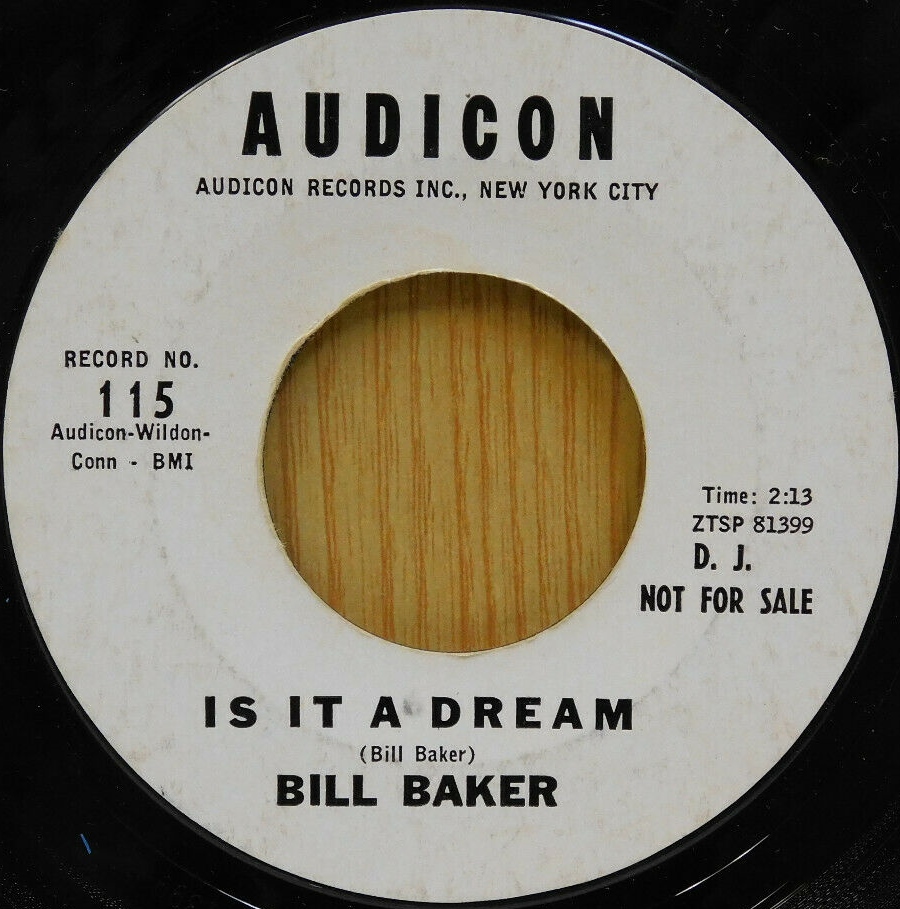 AUDICON
AUDICON RECORDS INC., NEW YORK CITY
RECORD NO.
115
Audicon-Wildon-
Conn - BMI
Time: 2:13
ZTSP 81399
D. J.
NOT FOR SALE
IS IT A DREAM
(Bill Baker)
BILL BAKER